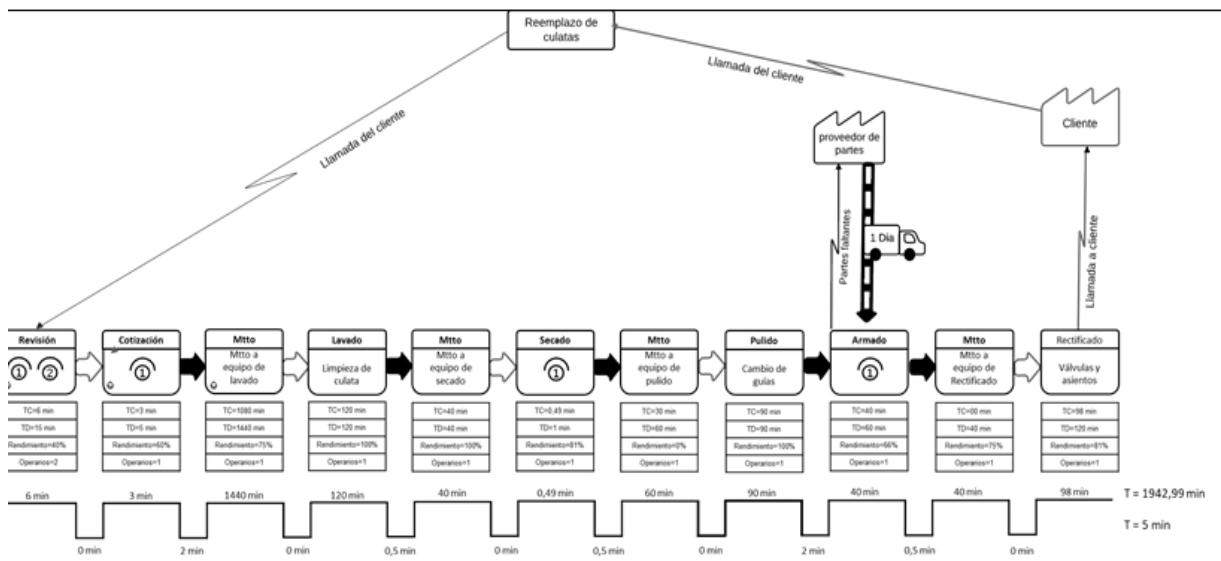 Reemplazo de
culatas
Llamada del cliente
Llamada del cliente
Cliente
proveedor de
partes
1 Dia
Partes faltantes
Llamada a cliente
Revisión
1 2
Cotización
1
Mtto
Mtto a
equipo de
lavado
Lavado
Limpieza de
culata
Mtto
Mtto a
equipo
de secado
Secado
1
Mtto
Mtto a
equipo de
pulido
Pulido
Cambio de
guías
Armado
1
Mtto
Mtto a
equipo de
Rectificado
Rectificado
Válvulas y
asientos
TC=6 min
TD=15 min
Rendimiento=40%
Operarios=2
TC=3 min
TD=5 min
Rendimiento=60%
Operarios=1
TC=1080 min
TD=1440 min
Rendimiento=75%
Operarios=1
TC=120 min
TD=120 min
Rendimiento=100%
Operarios=1
TC=40 min
TD=40 min
Rendimiento=100%
Operarios=1
TC=0,49 min
TD=1 min
Rendimiento=81%
Operarios=1
TC=30 min
TD=60 min
Rendimiento=0%
Operarios=1
TC=90 min
TD=90 min
Rendimiento=100%
Operarios=1
TC=40 min
TD=60 min
Rendimiento=66%
Operarios=1
TC=00 min
TD=40 min
Rendimiento=75%
Operarios=1
TC=98 min
TD=120 min
Rendimiento=81%
Operarios=1
6 min 3 min 1440 min 120 min 40 min 0,49 min 60 min 90 min 40 min 40 min 98 min T = 1942,99 min
T = 5 min
0 min 2 min 0 min 0,5 min 0 min 0,5 min 0 min 2 min 0,5 min 0 min